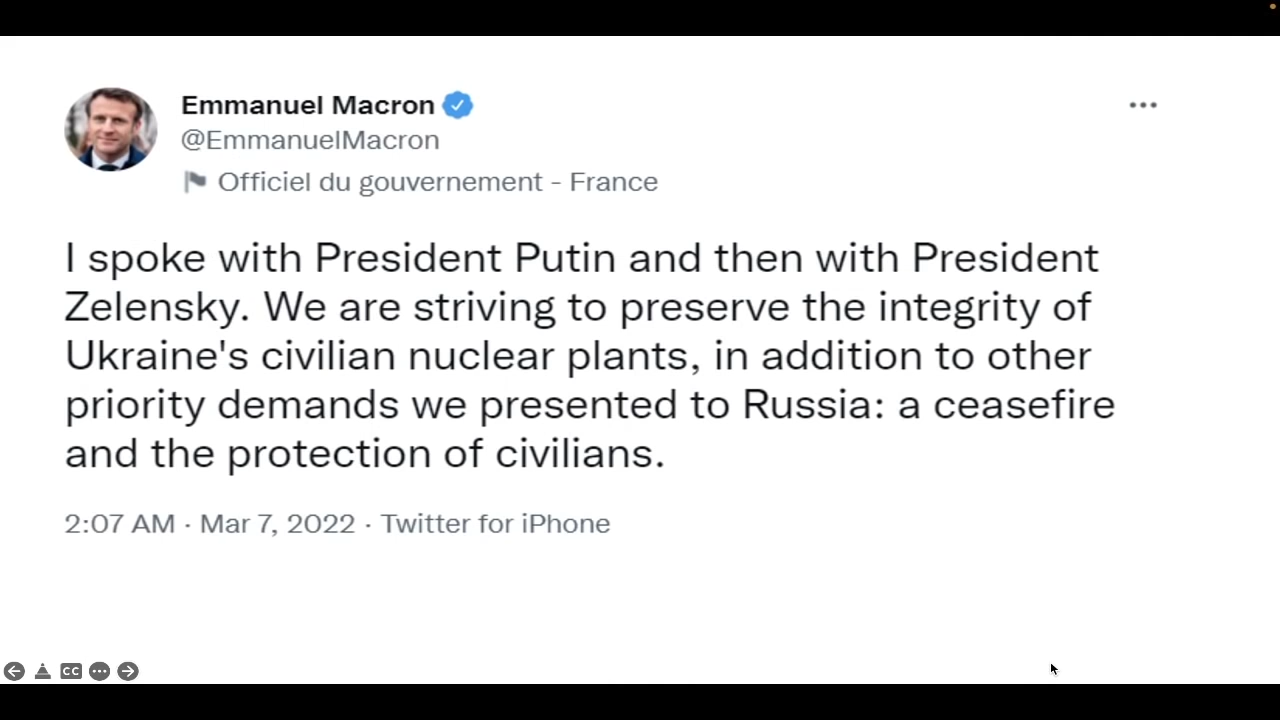 Emmanuel Macron
@EmmanuelMacron
Officiel du gouvernement - France
I spoke with President Putin and then with President
Zelensky. We are striving to preserve the integrity of
Ukraine's civilian nuclear plants, in addition to other
priority demands we presented to Russia: a ceasefire
and the protection of civilians.
2:07 AM · Mar 7, 2022 · Twitter for iPhone
CC